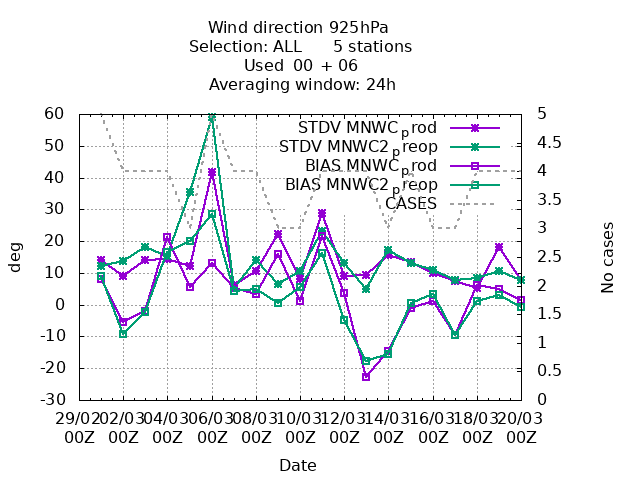 Wind direction 925hPa
Selection: ALL 5 stations
Used 00 + 06
Averaging window: 24h
60 5
50 4.5
40 4
30 3.5
20 3
10 2.5
0 2
-10 1.5
-20 1
-30 0.5
0
deg
No cases
STDV MNWC_prod
STDV MNWC2_preop
BIAS MNWC_prod
BIAS MNWC2_preop
CASES
29/02 02/03 04/03 06/03 08/03 10/03 12/03 14/03 16/03 18/03 20/03
00Z 00Z 00Z 00Z 00Z 00Z 00Z 00Z 00Z 00Z 00Z
Date